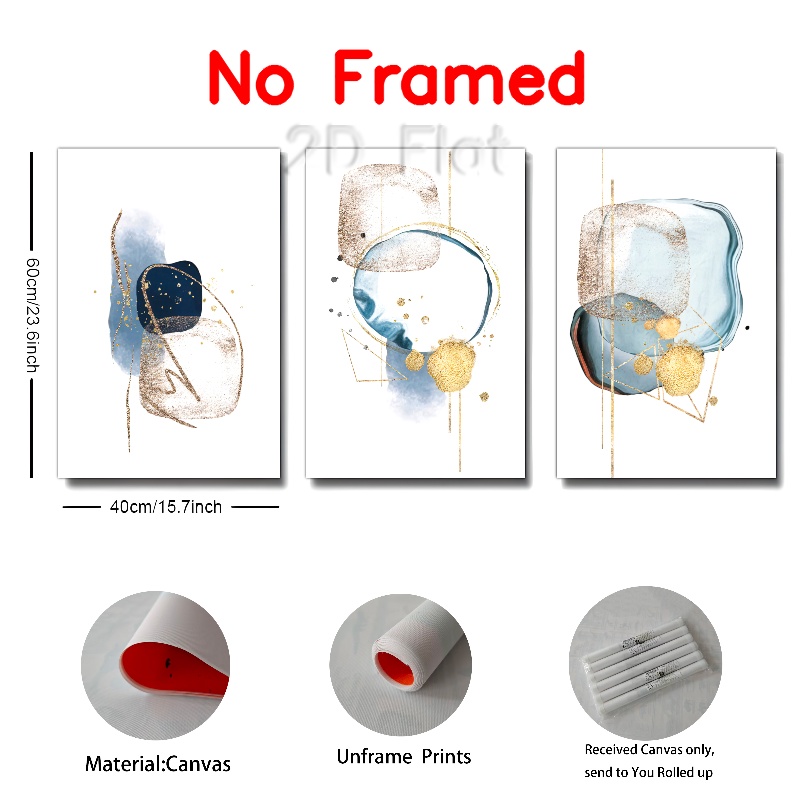 No Framed
2D Flat
60cm/23.6inch
40cm/15.7inch
Material:Canvas
Unframe Prints
Received Canvas only,
send to You Rolled up